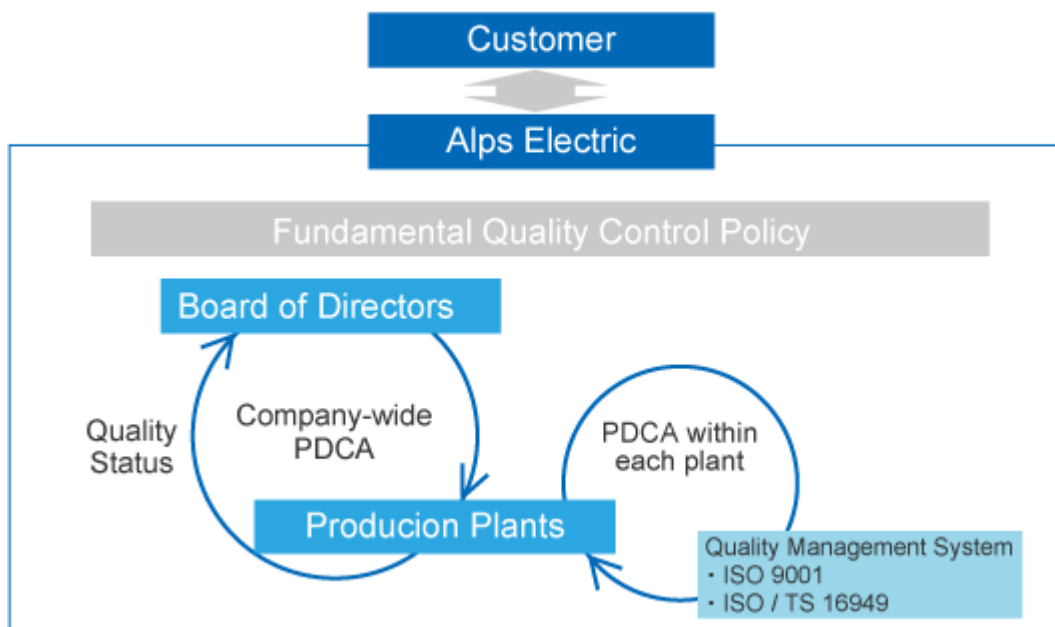 Customer
Alps Electric
Fundamental Quality Control Policy
Board of Directors
Quality
Status
Company-wide
PDCA
PDCA within
each plant
Producion Plants
Quality Management System
・ISO 9001
・ISO / TS 16949